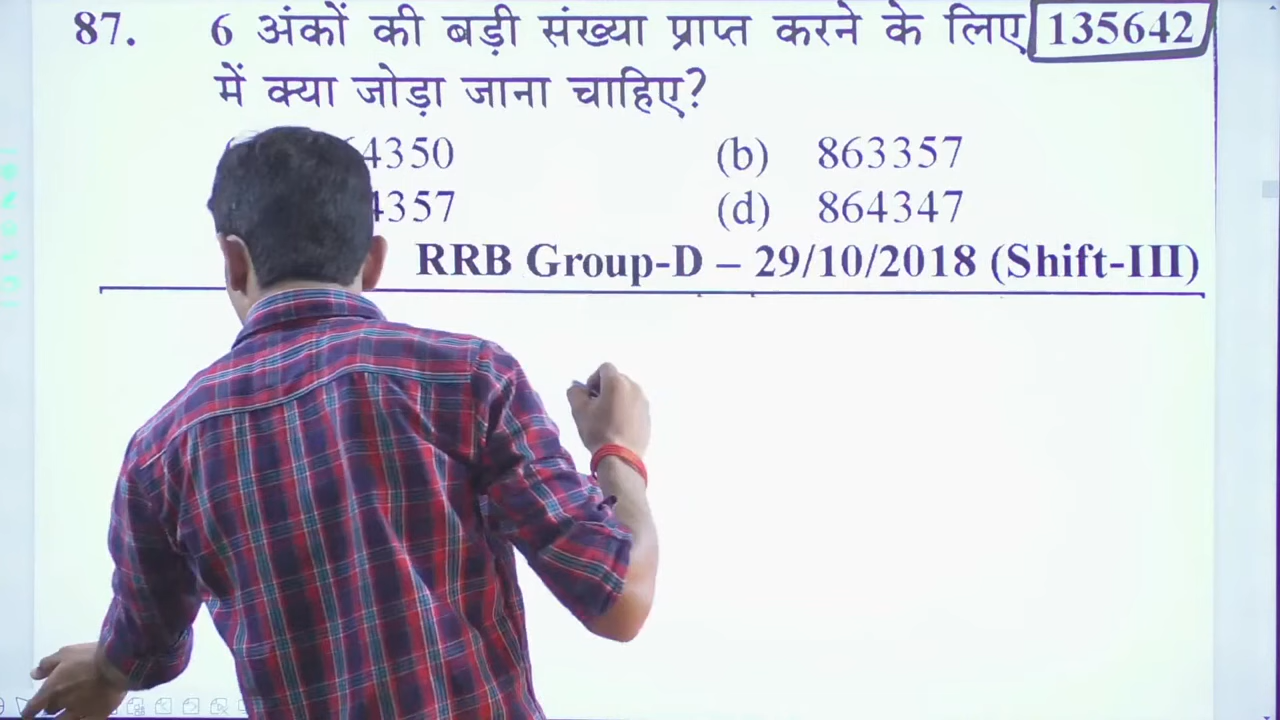 87. 6 अंकों की बड़ी संख्या प्राप्त करने के लिए 135642
में क्या जोड़ा जाना चाहिए?
4350 (b) 863357
4357 (d) 864347
RRB Group-D – 29/10/2018 (Shift-III)